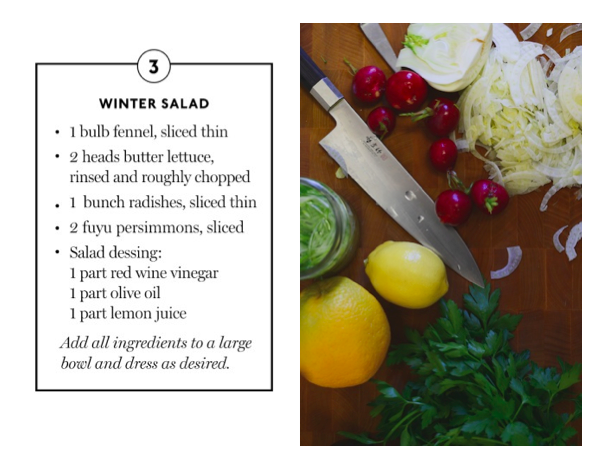 3
WINTER SALAD
• 1 bulb fennel, sliced thin
• 2 heads butter lettuce,
rinsed and roughly chopped
• 1 bunch radishes, sliced thin
• 2 fuyu persimmons, sliced
• Salad dessing:
1 part red wine vinegar
1 part olive oil
1 part lemon juice
Add all ingredients to a large
bowl and dress as desired.